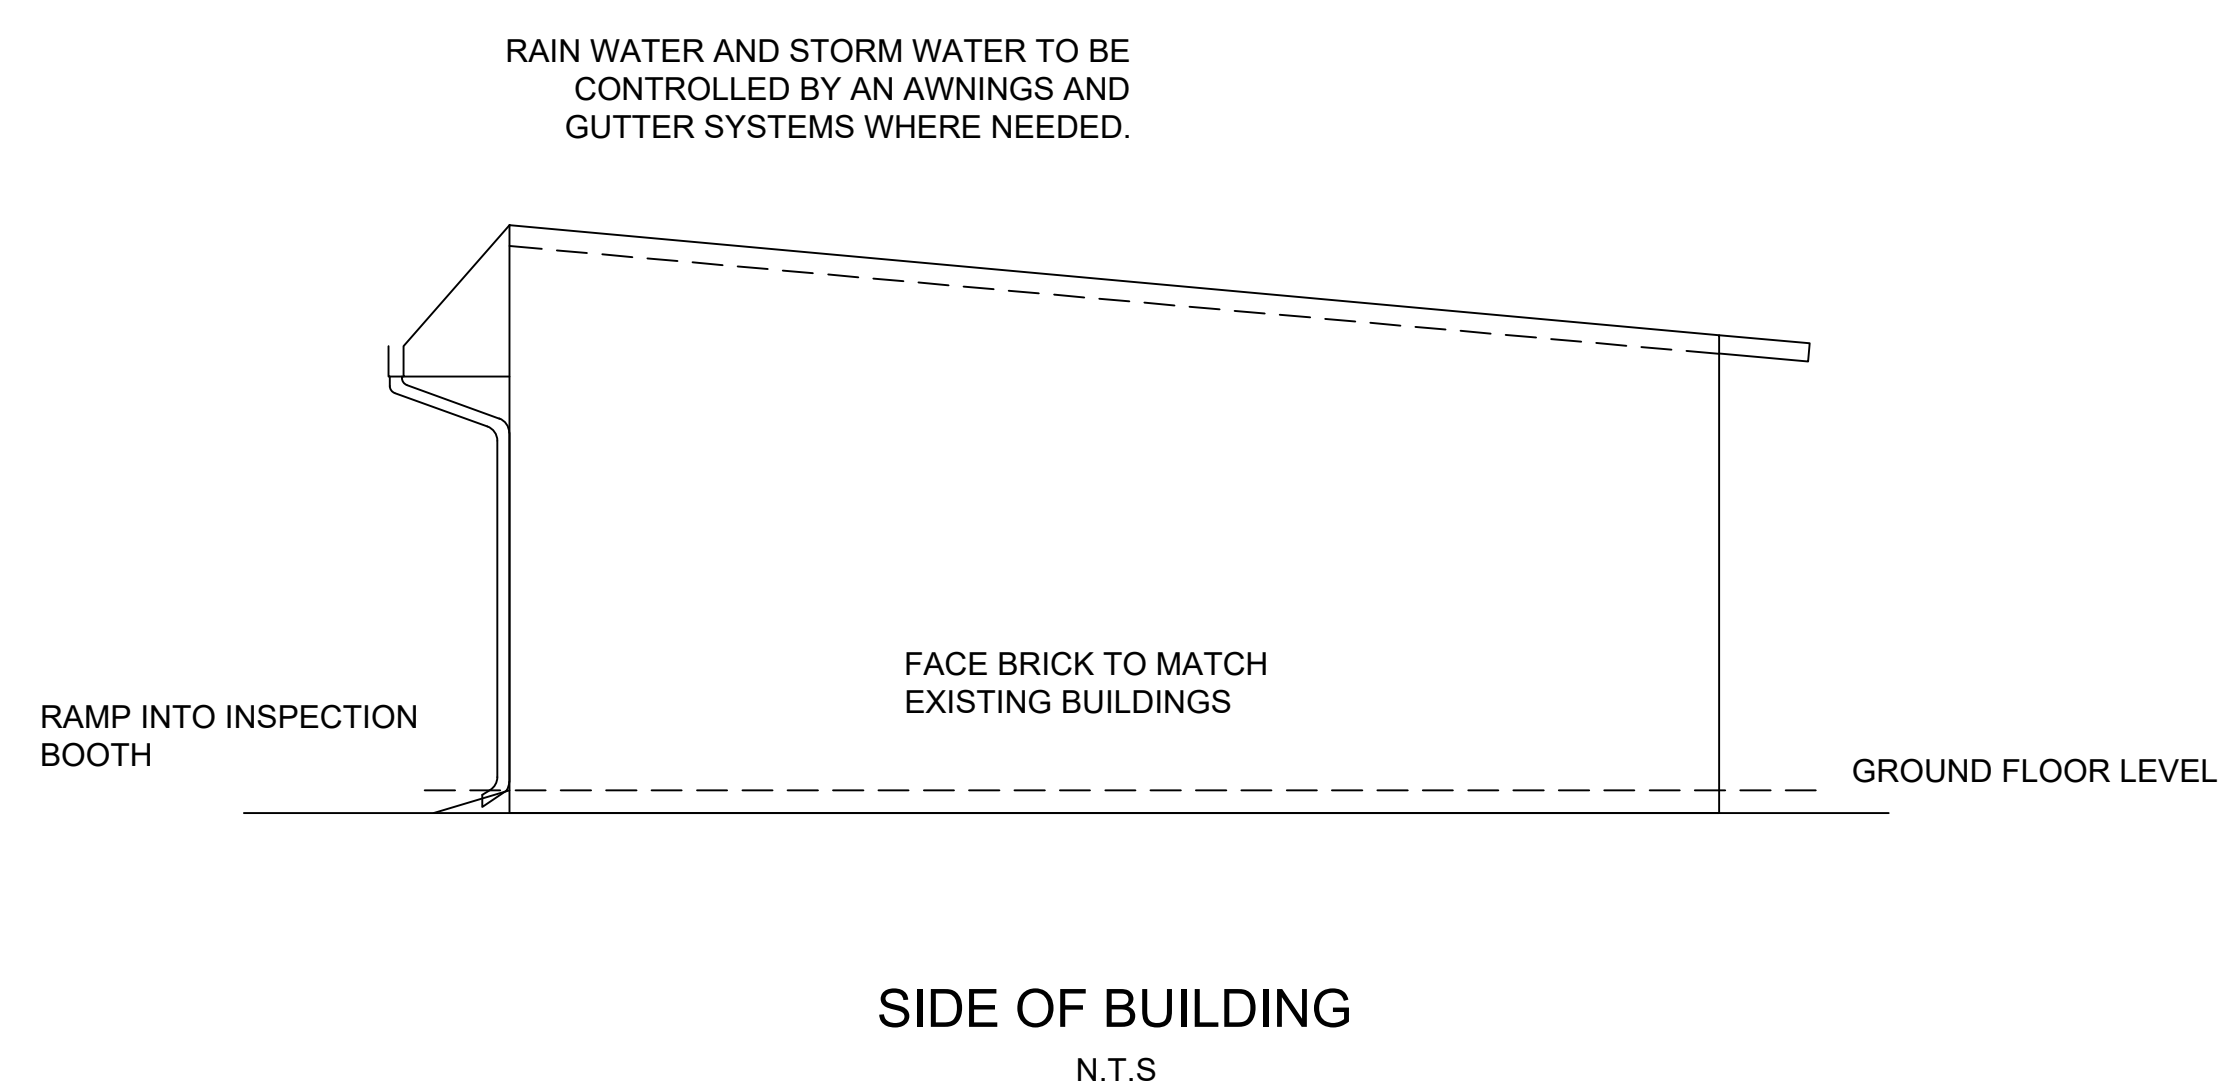 RAIN WATER AND STORM WATER TO BE
CONTROLLED BY AN AWNINGS AND
GUTTER SYSTEMS WHERE NEEDED.
FACE BRICK TO MATCH
EXISTING BUILDINGS
RAMP INTO INSPECTION
BOOTH
GROUND FLOOR LEVEL
SIDE OF BUILDING
N.T.S